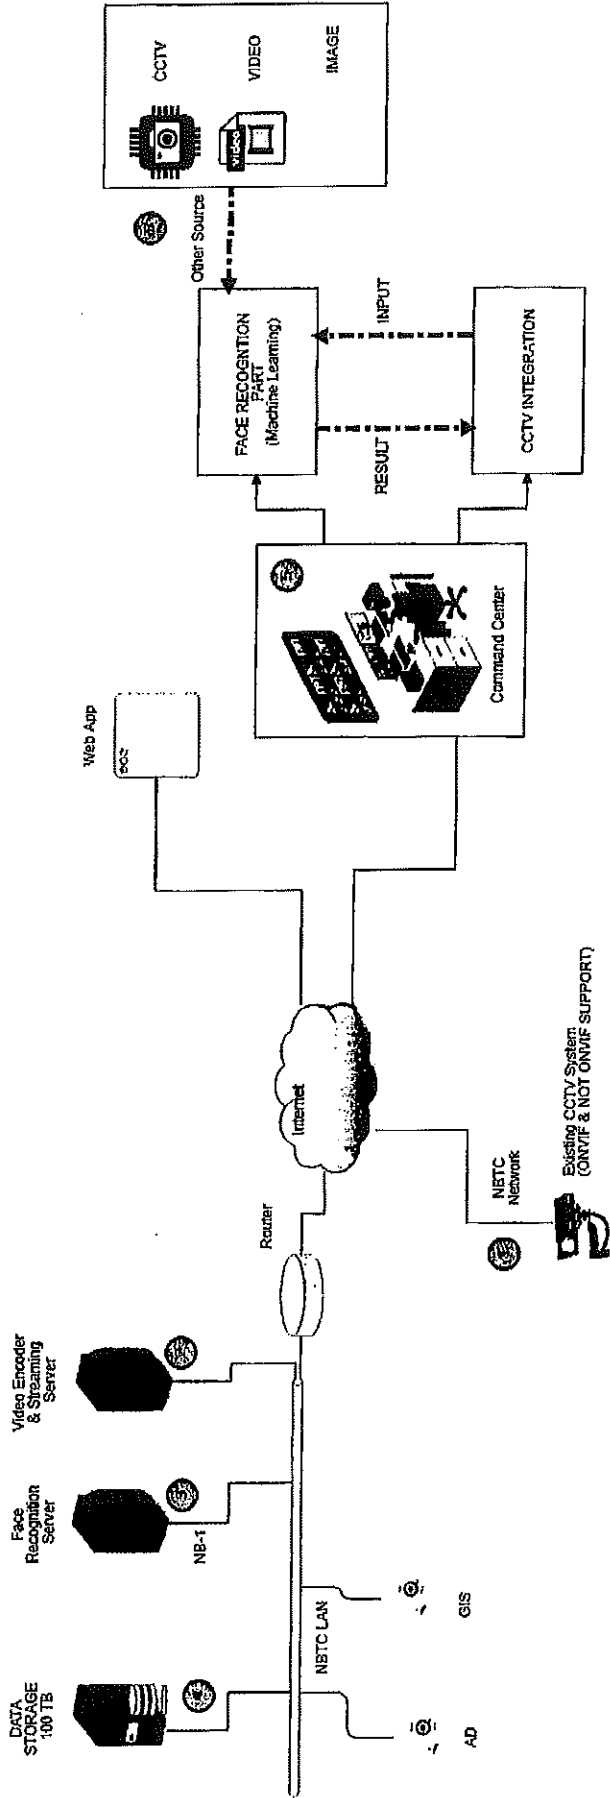 DATA
STORAGE
100 TB
Face
Recognition
Server
NB-1
Video Encoder
& Streaming
Server
NBTC LAN
AD
GIS
Router
Internet
NBTC
Network
Existing CCTV System
(ONVIF & NOT ONVIF SUPPORT)
Web App
Command Center
FACE RECOGNTION
PART
(Machine Learning)
RESULT
INPUT
CCTV INTEGRATION
Other Source
CCTV
VIDEO
Video
IMAGE